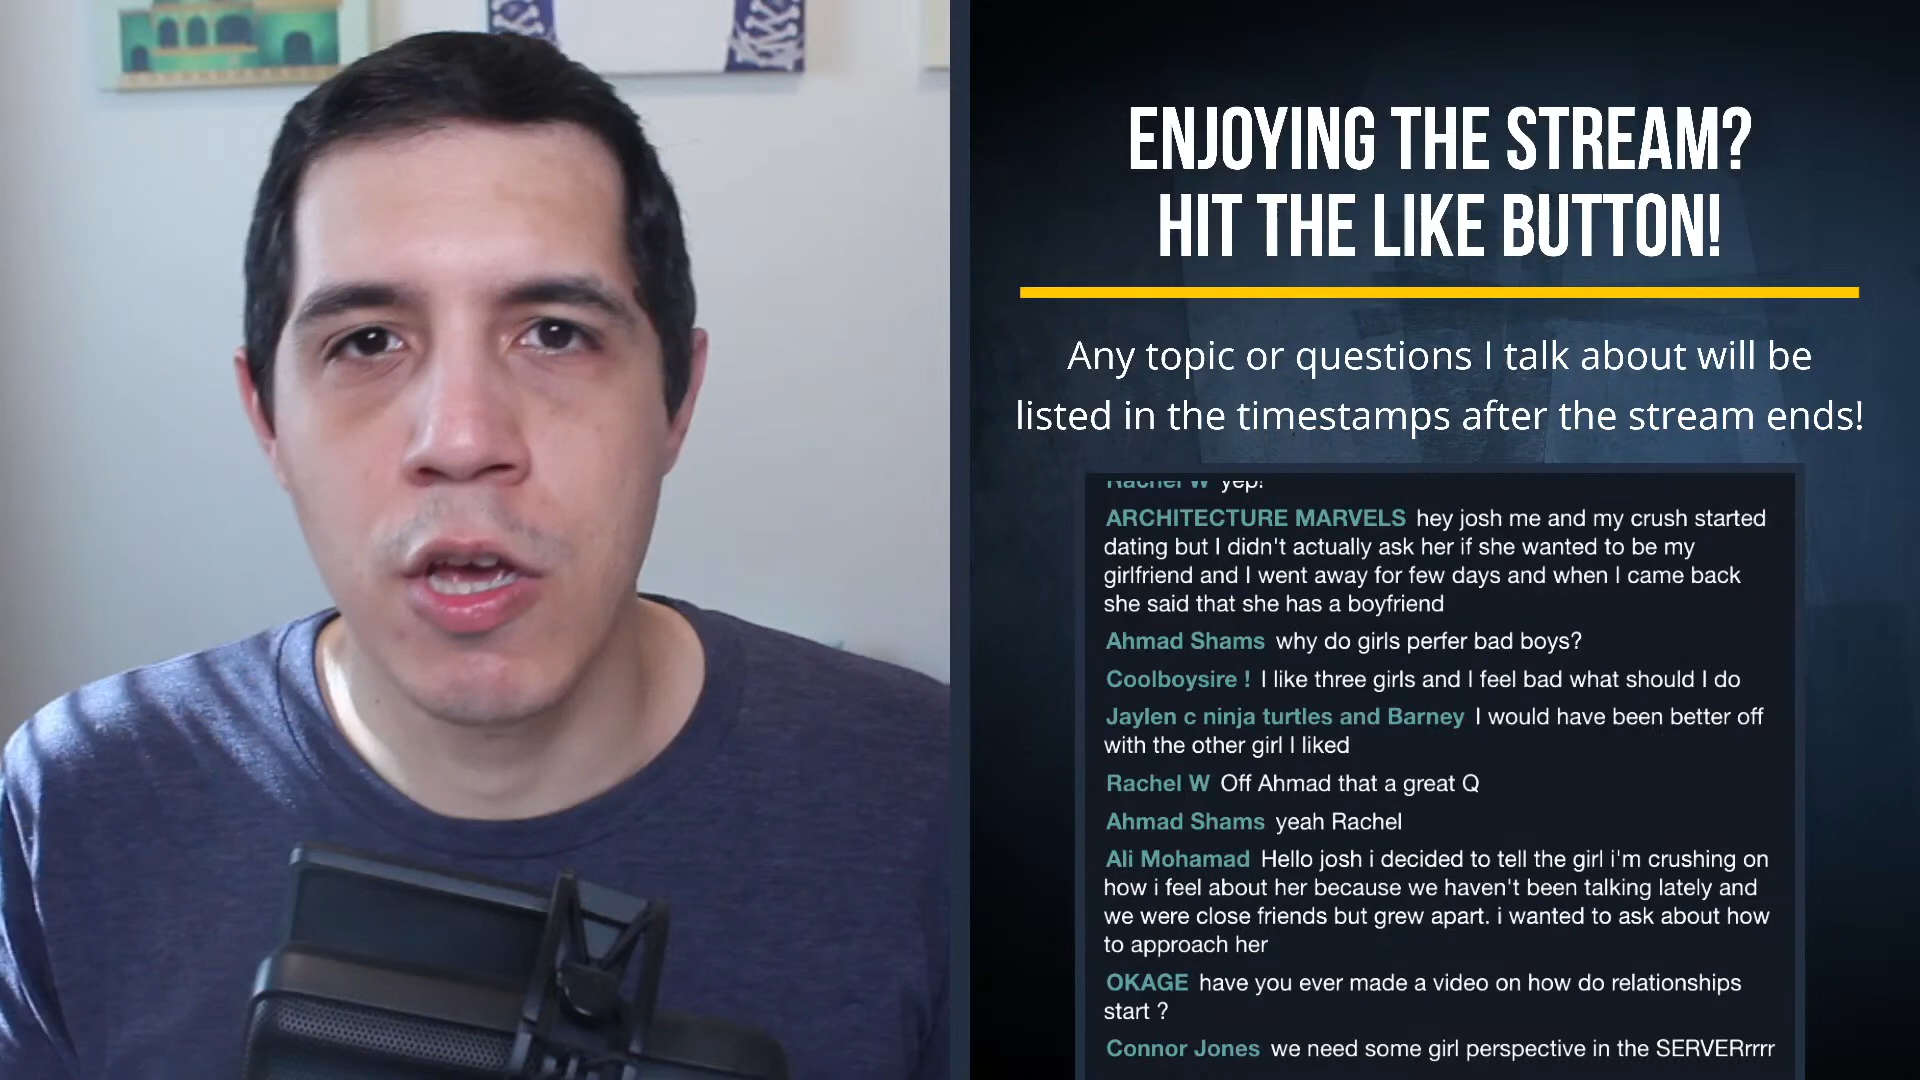 ENJOYING THE STREAM?
HIT THE LIKE BUTTON!
Any topic or questions I talk about will be
listed in the timestamps after the stream ends!
Rachel W yep!
ARCHITECTURE MARVELS hey josh me and my crush started
dating but I didn't actually ask her if she wanted to be my
girlfriend and I went away for few days and when I came back
she said that she has a boyfriend
Ahmad Shams why do girls perfer bad boys?
Coolboysire ! I like three girls and I feel bad what should I do
Jaylen c ninja turtles and Barney I would have been better off
with the other girl I liked
Rachel W Off Ahmad that a great Q
Ahmad Shams yeah Rachel
Ali Mohamad Hello josh i decided to tell the girl i'm crushing on
how i feel about her because we haven't been talking lately and
we were close friends but grew apart. i wanted to ask about how
to approach her
OKAGE have you ever made a video on how do relationships
start ?
Connor Jones we need some girl perspective in the SERVERrrrr